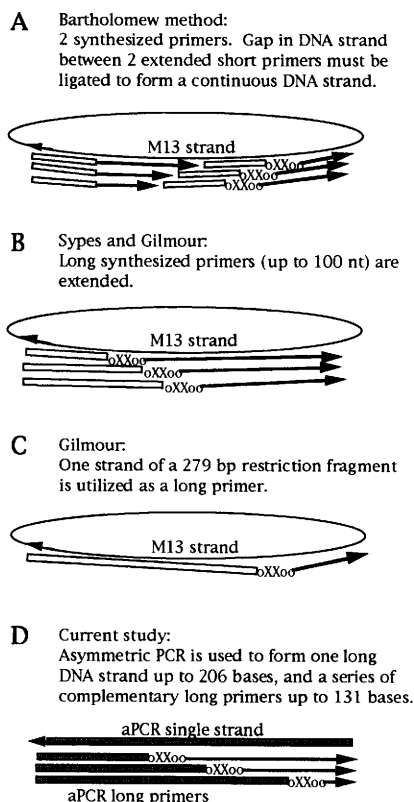 A Bartholomew method:
2 synthesized primers. Gap in DNA strand
between 2 extended short primers must be
ligated to form a continuous DNA strand.
M13 strand
oXXoo
oXXoo
oXXoo
B Sypes and Gilmour:
Long synthesized primers (up to 100 nt) are
extended.
M13 strand
oXXoo
oXXoo
oXXoo
C Gilmour:
One strand of a 279 bp restriction fragment
is utilized as a long primer.
M13 strand
oXXoo
D Current study:
Asymmetric PCR is used to form one long
DNA strand up to 206 bases, and a series of
complementary long primers up to 131 bases.
aPCR single strand
oXXoo
oXXoo
oXXoo
aPCR long primers